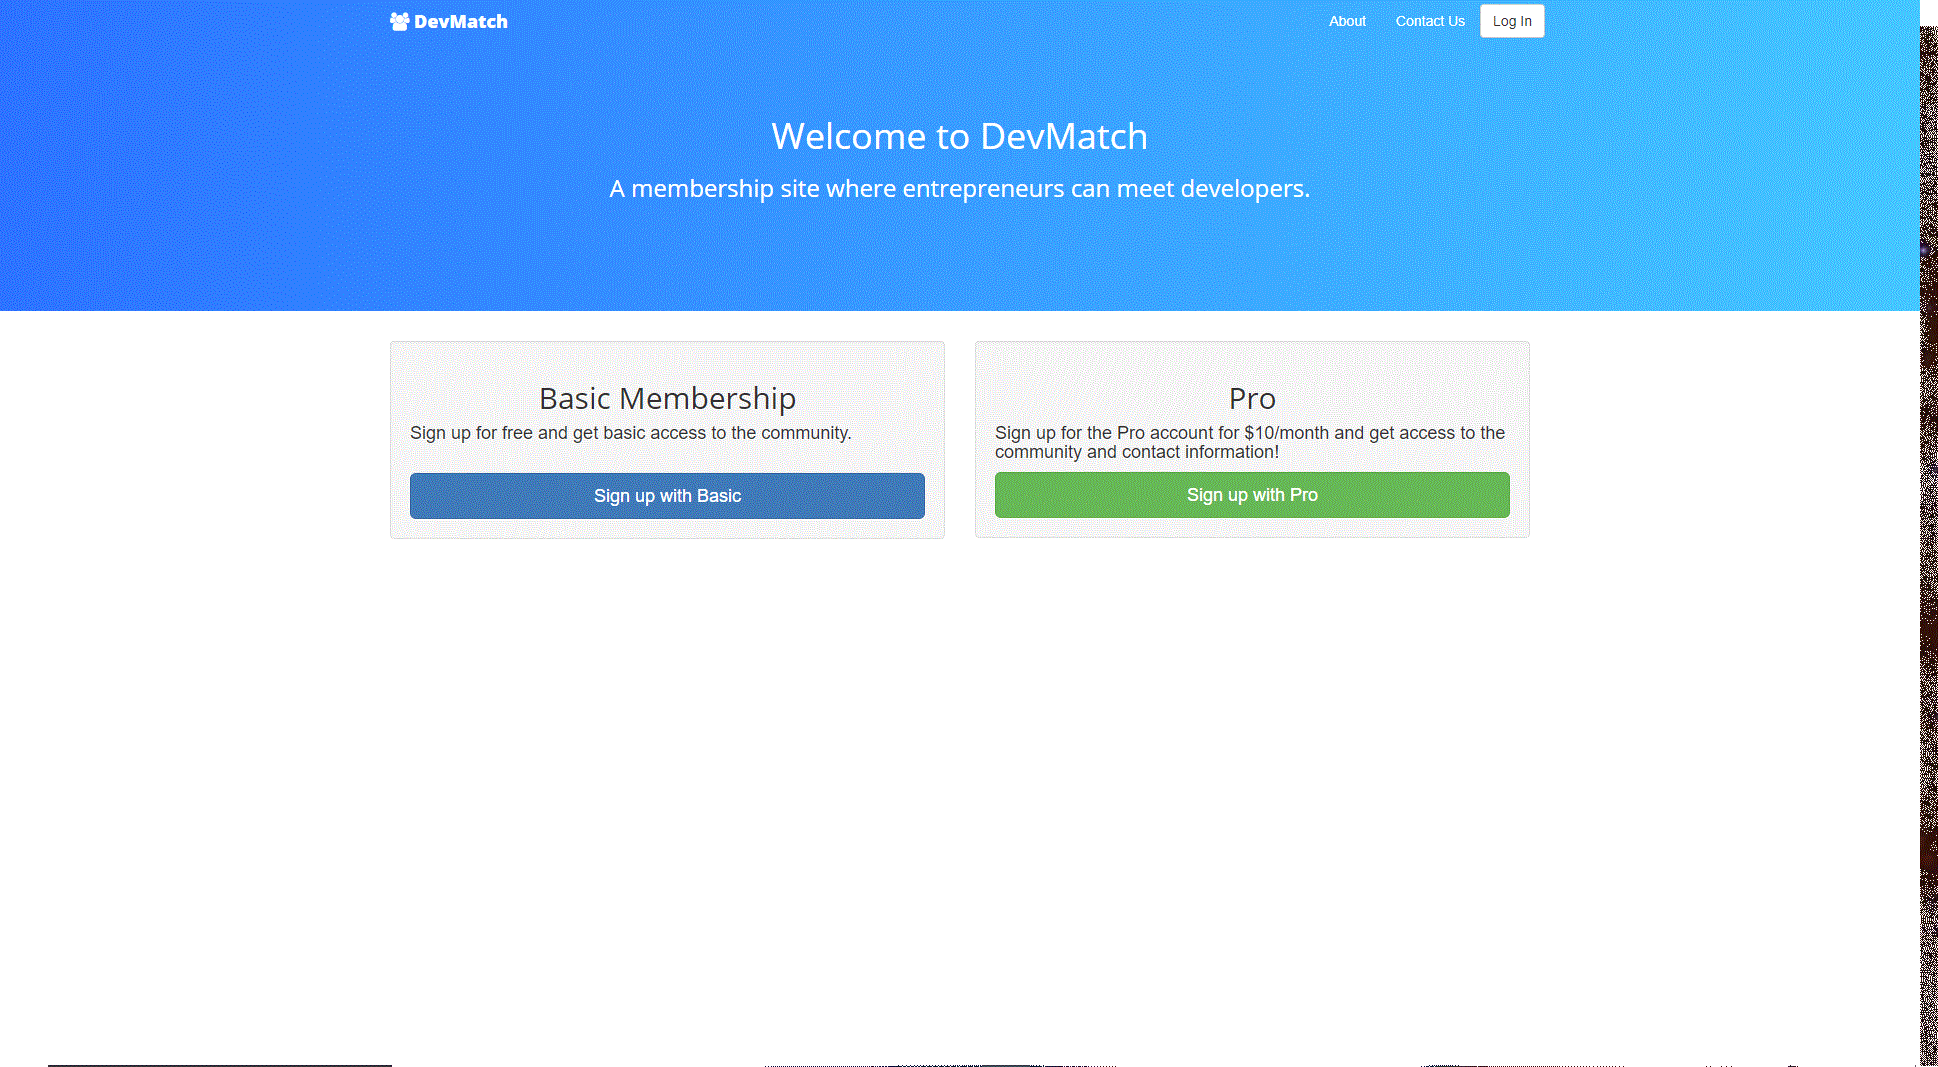 DevMatch
About
Contact Us
Log In
Welcome to DevMatch
A membership site where entrepreneurs can meet developers.
Basic Membership
Sign up for free and get basic access to the community.
Sign up with Basic
Pro
Sign up for the Pro account for $10/month and get access to the
community and contact information!
Sign up with Pro